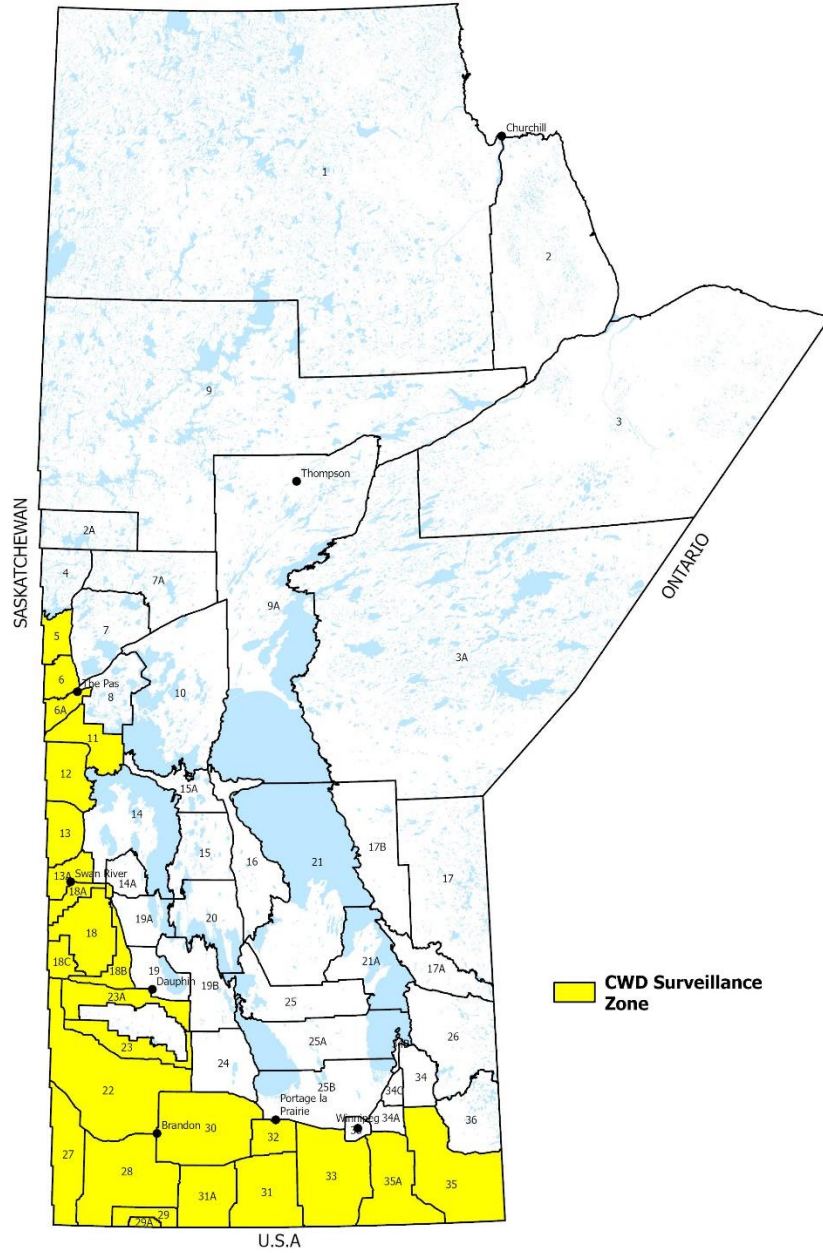 Churchill
1
2
9
3
Thompson
SASKATCHEWAN
2A
ONTARIO
4
7A
9A
7
5
3A
6
The Pas
8
10
6A
11
12
15A
14
13
15
17B
21
16
17
13A
Swan River
14A
18A
19A
20
18
21A
17A
18C
18B
19
Dauphin
19B
23A
25
CWD Surveillance
Zone
26
23
25A
24
34
22
25B
34C
Portage la
Prairie
34A
36
Winnipeg
Brandon
30
32
27
28
31A
31
33
35A
35
29
29A
U.S.A